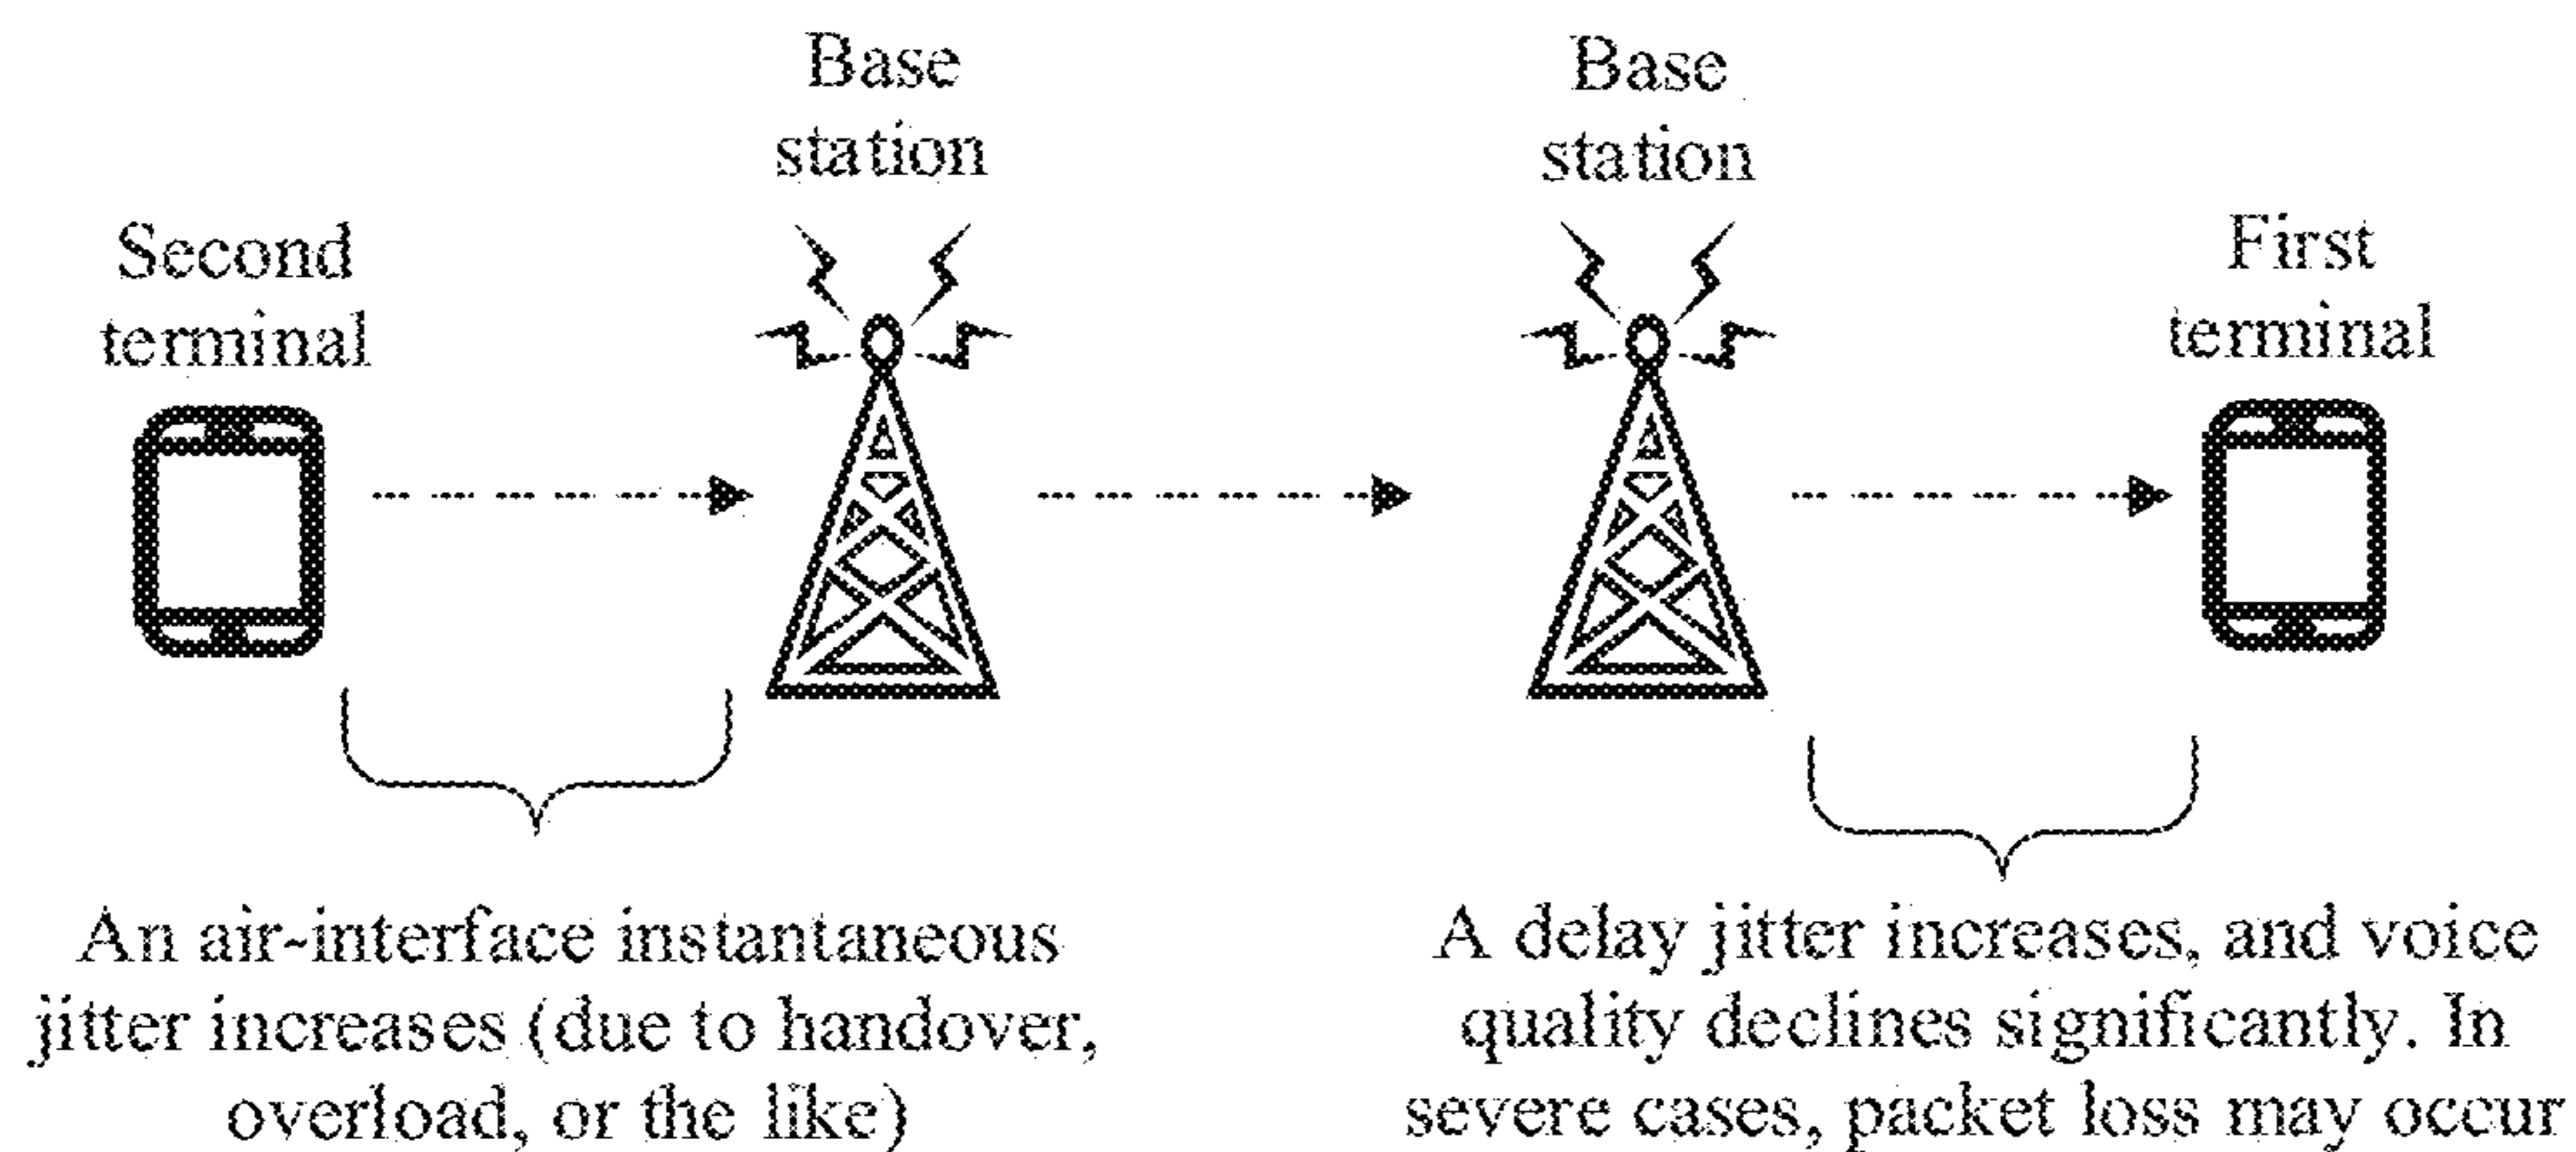 Base
station
Base
station
Second
terminal
First
terminal
An air-interface instantaneous
jitter increases (due to handover,
overload, or the like)
A delay jitter increases, and voice
quality declines significantly. In
severe cases, packet loss may occur